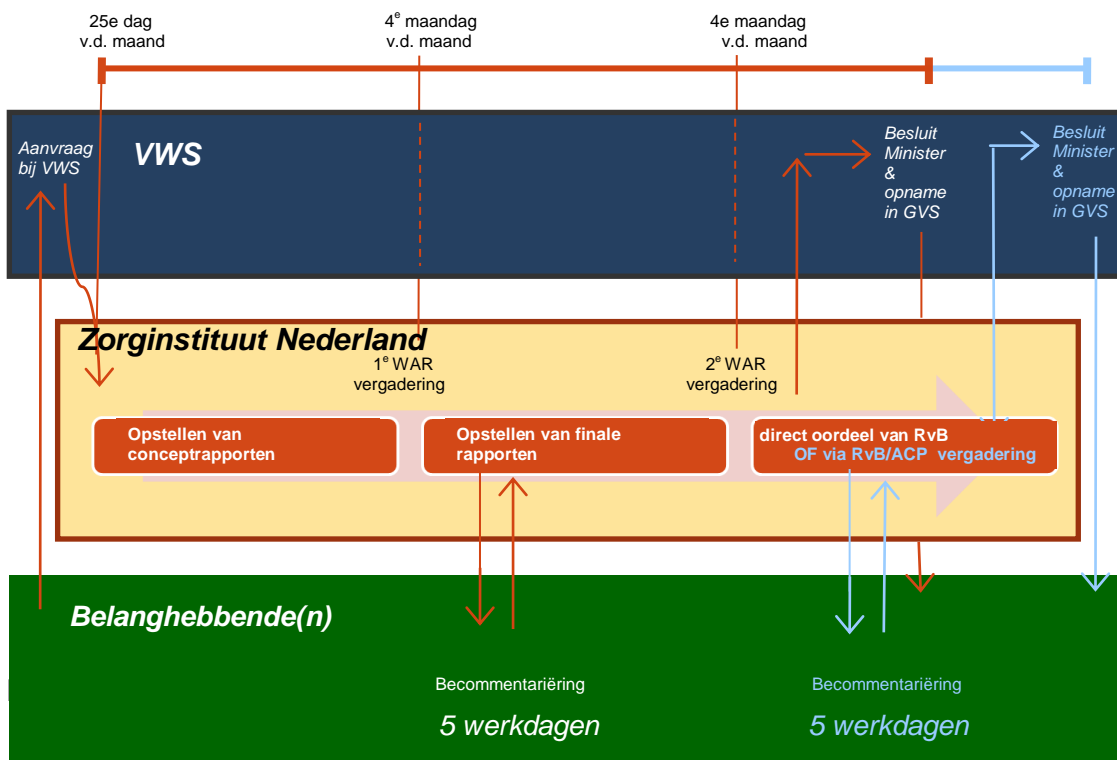 25e dag
v.d. maand
4e maandag
v.d. maand
4e maandag
v.d. maand
Aanvraag
bij VWS
VWS
Besluit
Minister
&
opname
in GVS
Besluit
Minister
&
opname
in GVS
Zorginstituut Nederland
1e WAR
vergadering
2e WAR
vergadering
Opstellen van
conceptrapporten
Opstellen van finale
rapporten
direct oordeel van RvB
OF via RvB/ACP vergadering
Belanghebbende(n)
Becommentariëring
5 werkdagen
Becommentariëring
5 werkdagen